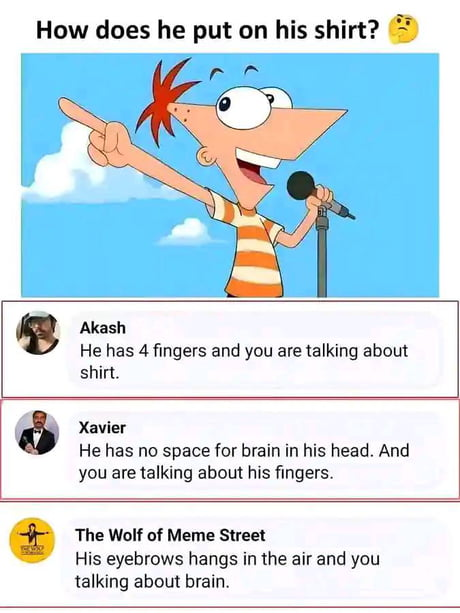 How does he put on his shirt? 🤔
Akash
He has 4 fingers and you are talking about
shirt.
Xavier
He has no space for brain in his head. And
you are talking about his fingers.
The Wolf of Meme Street
His eyebrows hangs in the air and you
talking about brain.